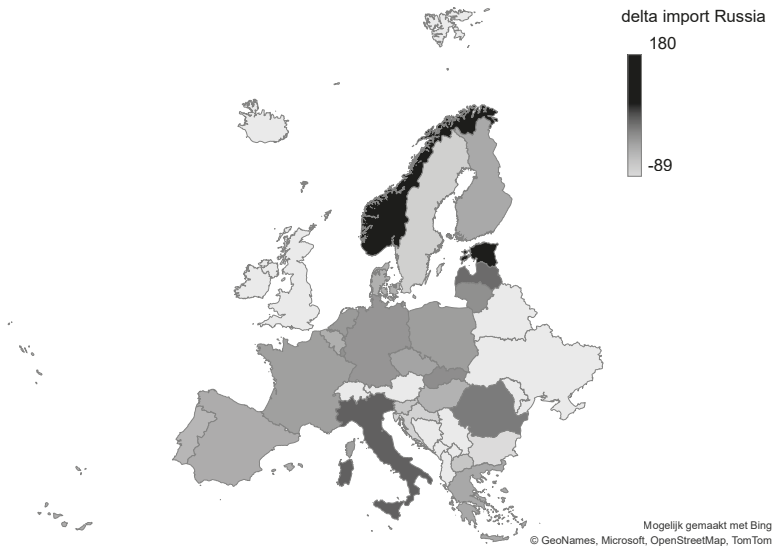 delta import Russia
180
-89
Mogelijk gemaakt met Bing
© GeoNames, Microsoft, OpenStreetMap, TomTom